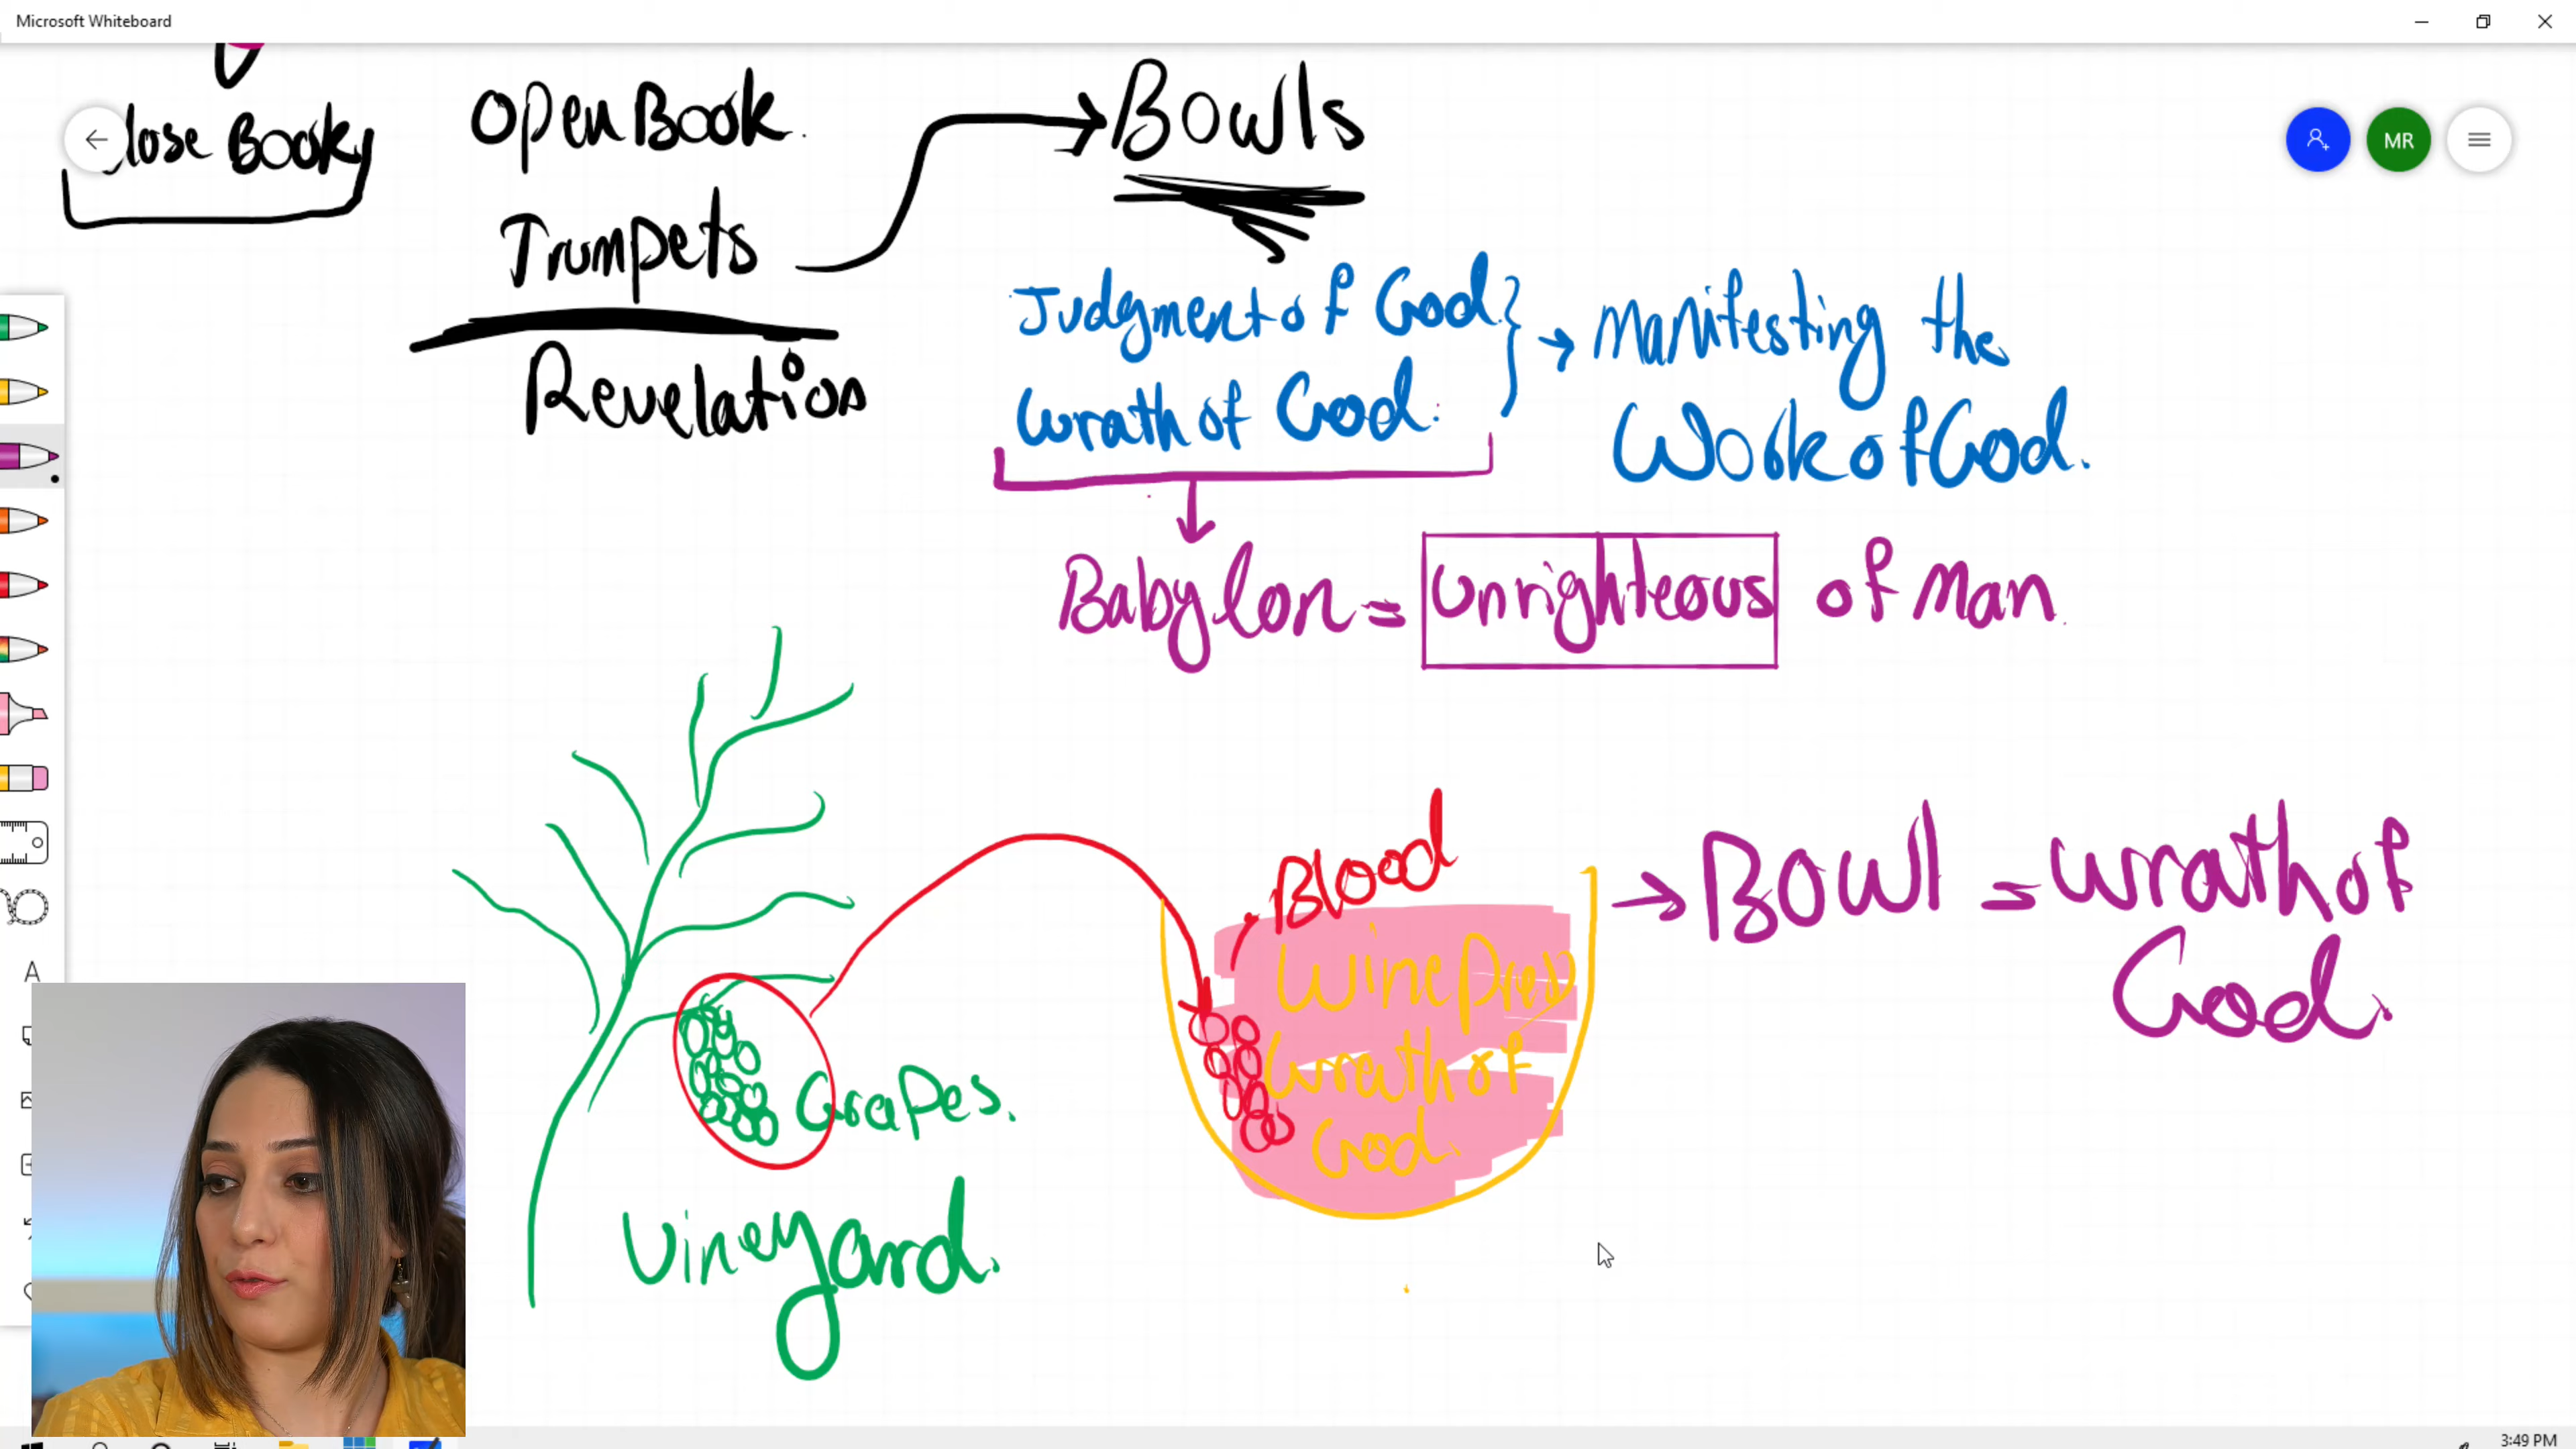 Microsoft Whiteboard
lose Book
Open Book.
Trumpets
Revelation
Bowls
Judgment of God
wrath of God.
manifesting the
Work of God.
Babylon = unrighteous of Man.
MR
A
Grapes.
Vineyard.
Blood
Wine Press
wrath of
God.
→ Bowl = wrath of
God.
3:49 PM